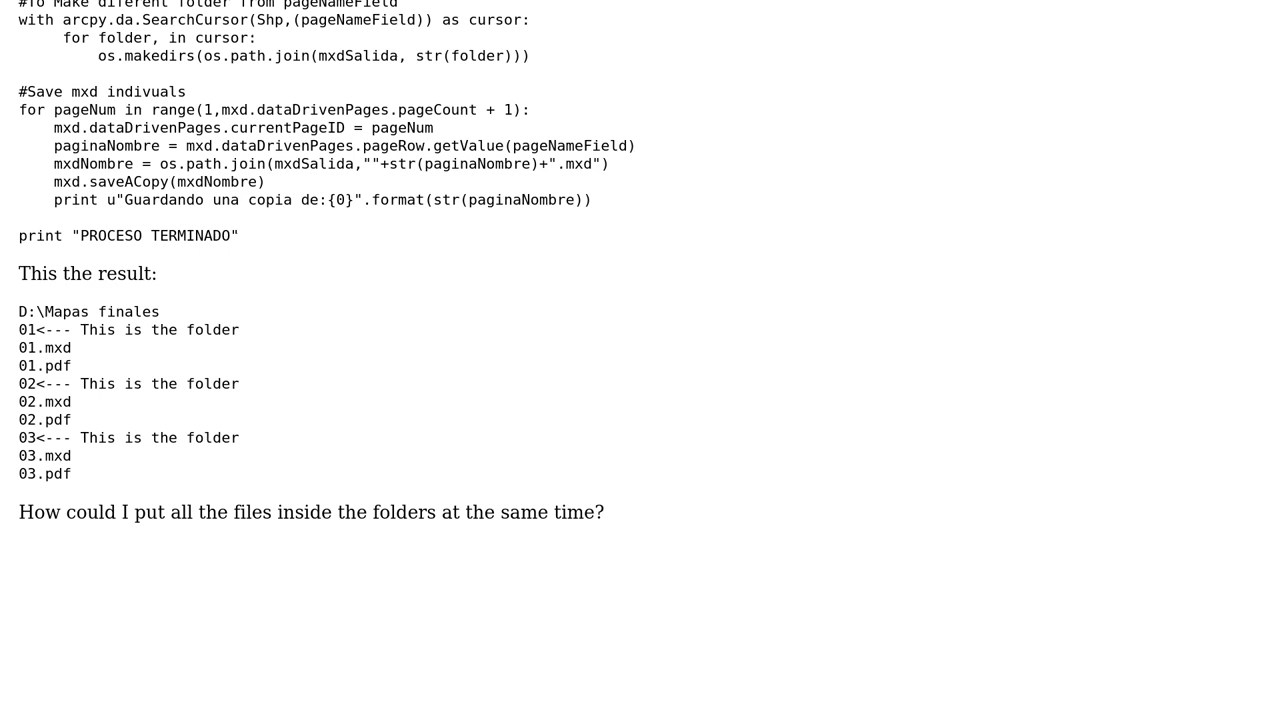 #To Make diferent folder from pageNameField
with arcpy.da.SearchCursor(Shp,(pageNameField)) as cursor:
     for folder, in cursor:
         os.makedirs(os.path.join(mxdSalida, str(folder)))
#Save mxd indivuals
for pageNum in range(1,mxd.dataDrivenPages.pageCount + 1):
    mxd.dataDrivenPages.currentPageID = pageNum
    paginaNombre = mxd.dataDrivenPages.pageRow.getValue(pageNameField)
    mxdNombre = os.path.join(mxdSalida,""+str(paginaNombre)+".mxd")
    mxd.saveACopy(mxdNombre)
    print u"Guardando una copia de:{0}".format(str(paginaNombre))
print "PROCESO TERMINADO"
This the result:
D:\Mapas finales
01<--- This is the folder
01.mxd
01.pdf
02<--- This is the folder
02.mxd
02.pdf
03<--- This is the folder
03.mxd
03.pdf
How could I put all the files inside the folders at the same time?